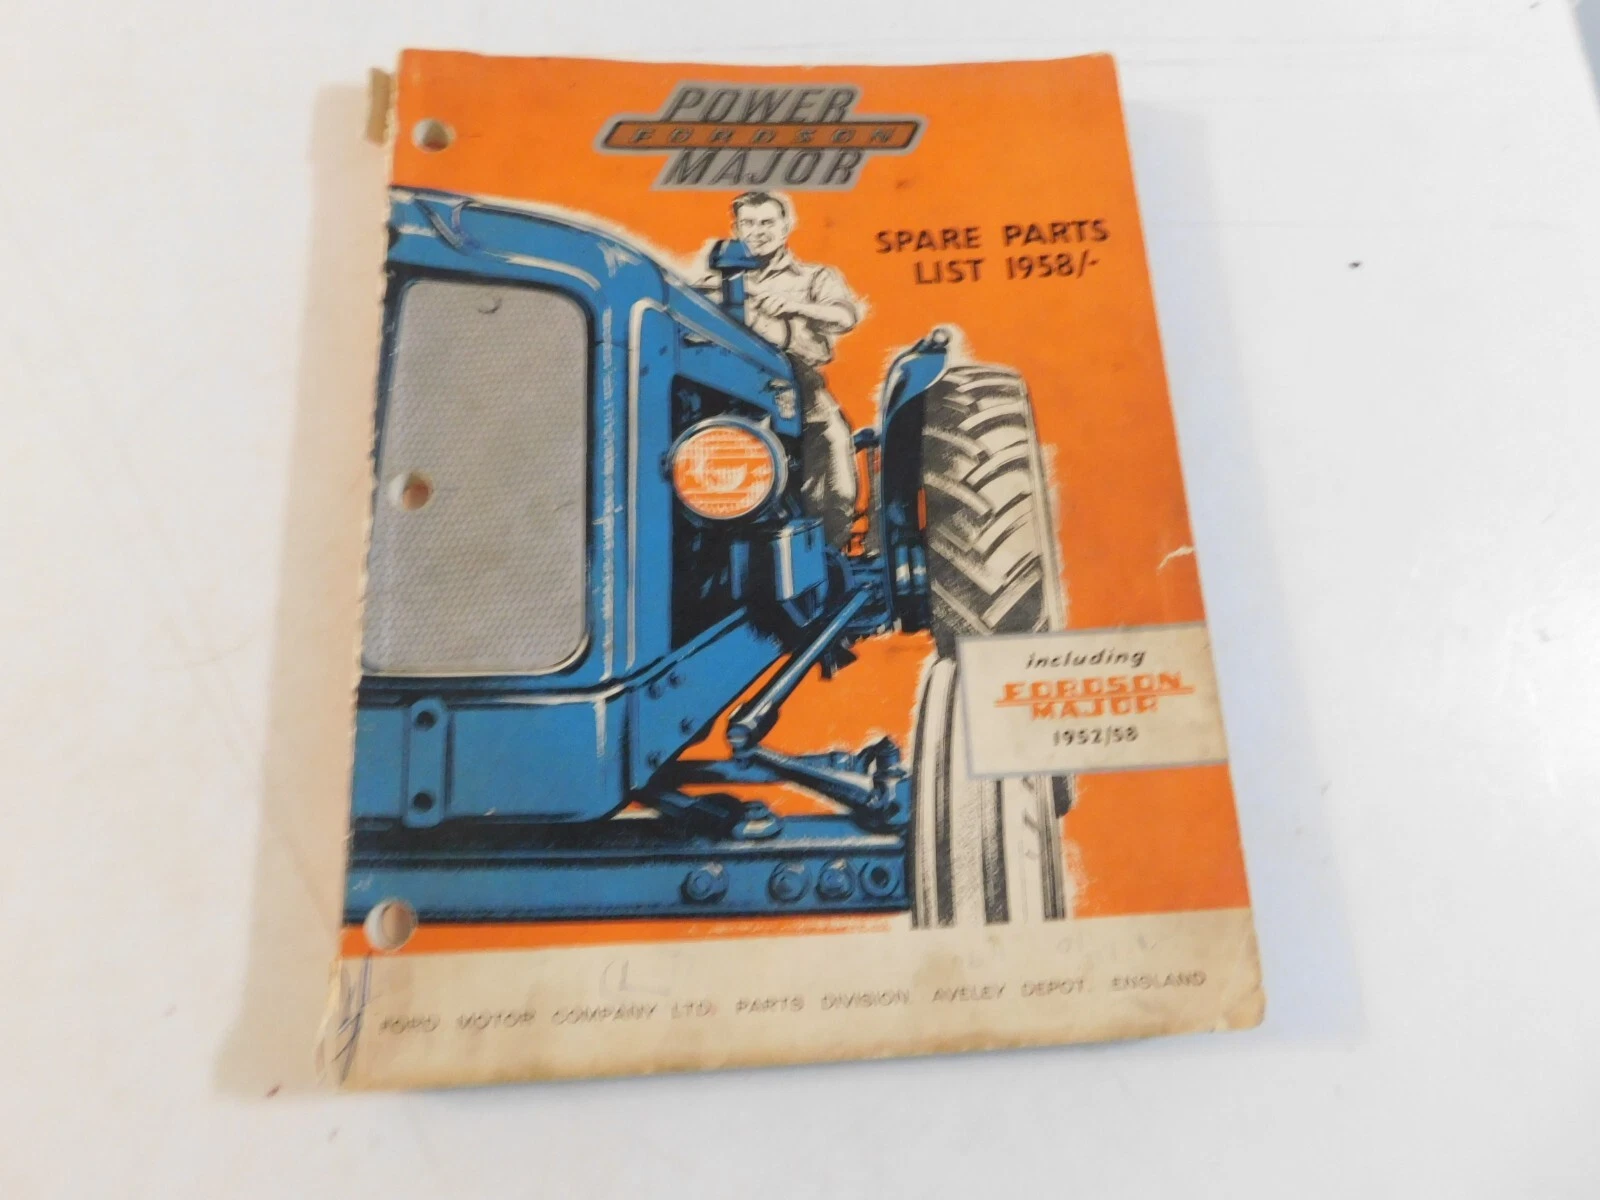 POWER
FORDSON
MAJOR
SPARE PARTS
LIST 1958/-
including
FORDSON
MAJOR
1952/58
FORD MOTOR COMPANY LTD. PARTS DIVISION. AVELEY DEPOT. ENGLAND